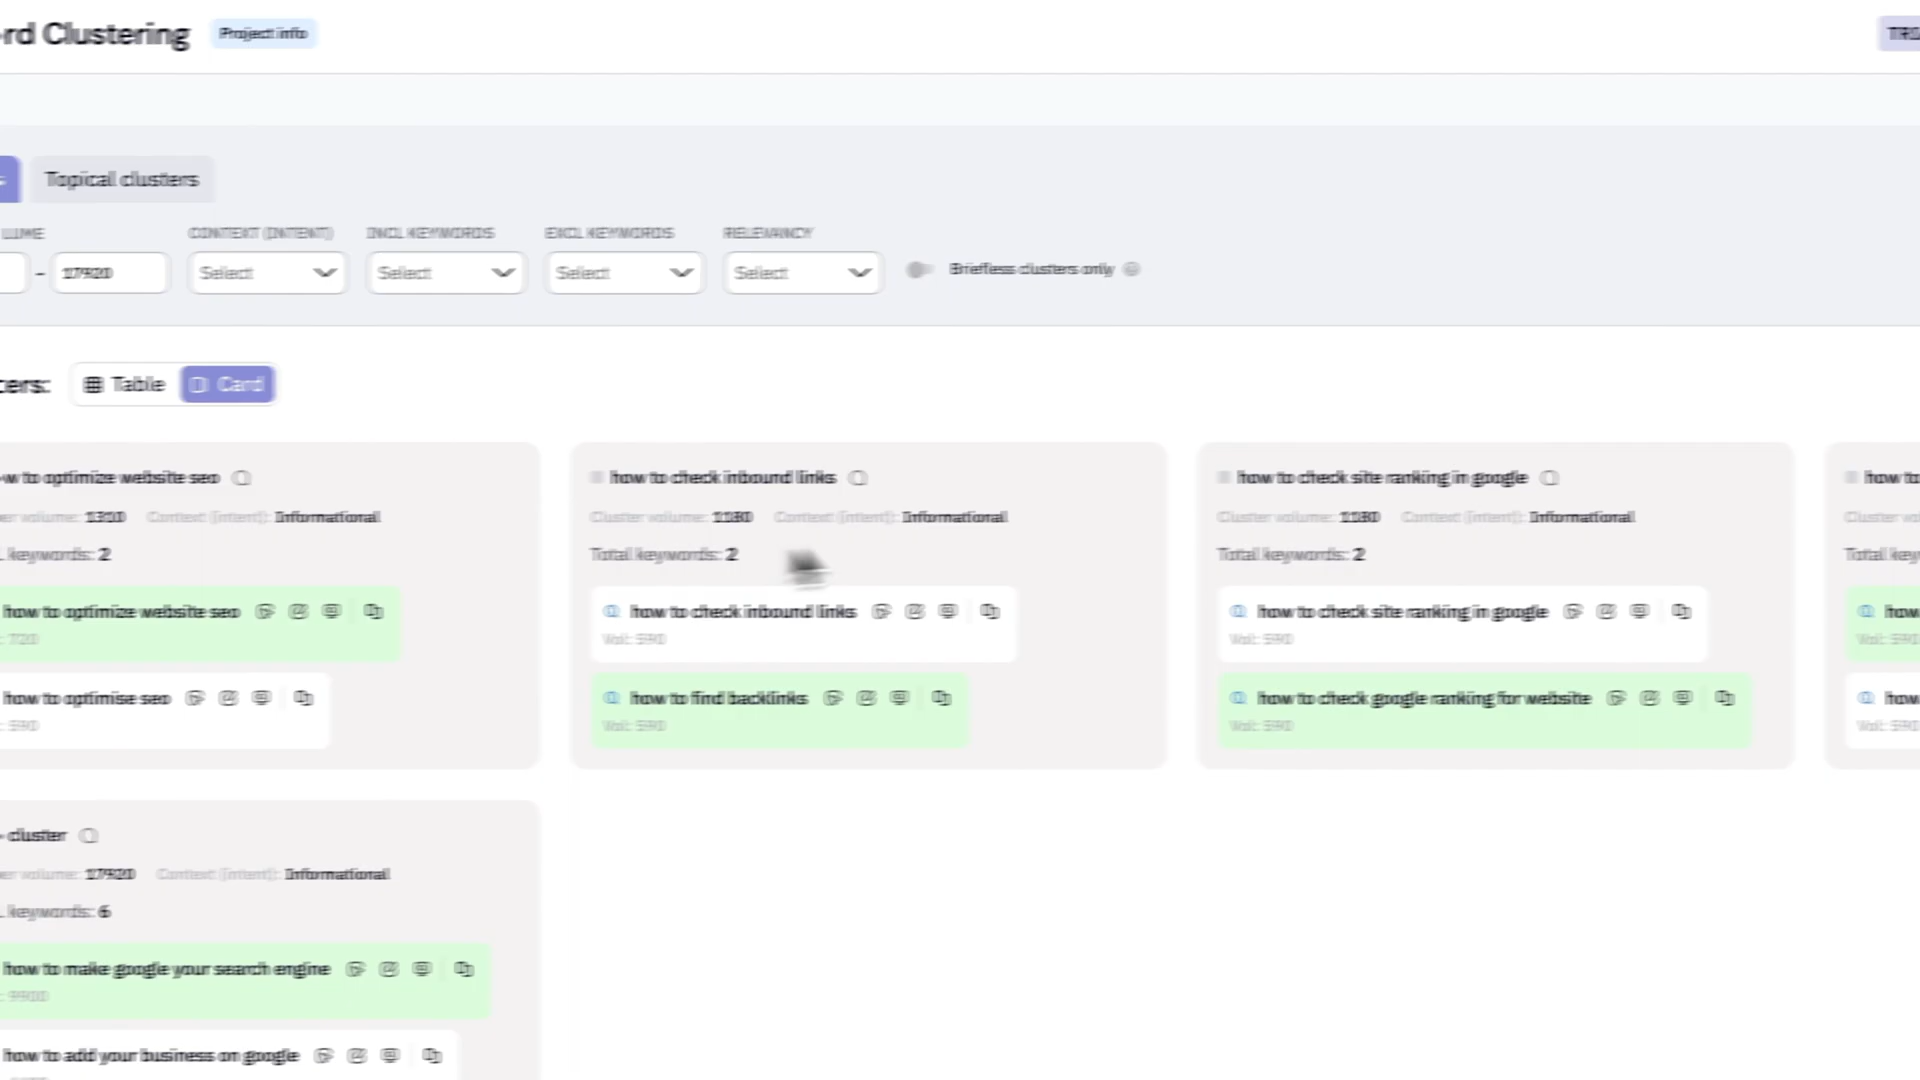 rd Clustering Project info
Topical clusters
LUME CONTEXT (INTENT) INCL KEYWORDS EXCL KEYWORDS RELEVANCY
- 17920 Select Select Select Select Briefless clusters only
ers: Table Card
w to optimize website seo how to check inbound links how to check site ranking in google how to
er volume: 1310 Context (intent): Informational Cluster volume: 1180 Context (intent): Informational Cluster volume: 1180 Context (intent): Informational Cluster vo
keywords: 2 Total keywords: 2 Total keywords: 2 Total key
how to optimize website seo how to check inbound links how to check site ranking in google how
: 720 Vol: 590 Vol: 590 Vol: 590
how to optimise seo how to find backlinks how to check google ranking for website how
: 590 Vol: 590 Vol: 590 Vol: 590
cluster
er volume: 17920 Context (intent): Informational
keywords: 6
how to make google your search engine
: 9900
how to add your business on google